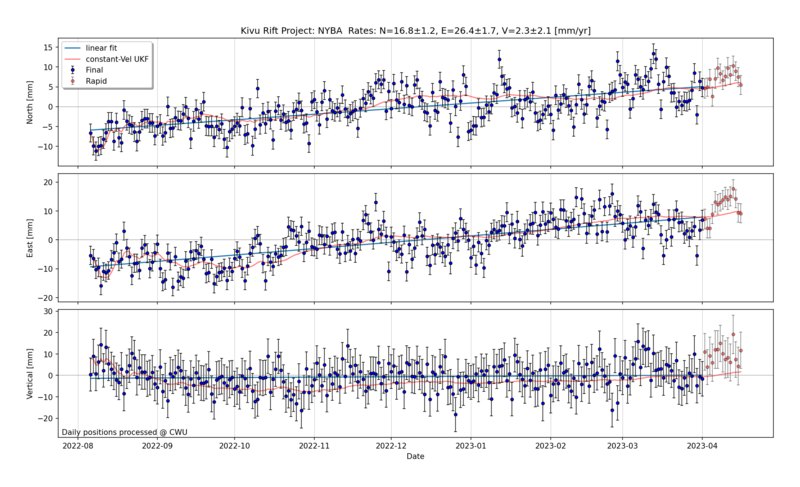 Kivu Rift Project: NYBA Rates: N=16.8±1.2, E=26.4±1.7, V=2.3±2.1 [mm/yr]
linear fit
constant-Vel UKF
Final
Rapid
North [mm]
15
10
5
0
−5
−10
East [mm]
20
10
0
−10
−20
Vertical [mm]
30
20
10
0
−10
−20
Daily positions processed @ CWU
2022-08 2022-09 2022-10 2022-11 2022-12 2023-01 2023-02 2023-03 2023-04
Date